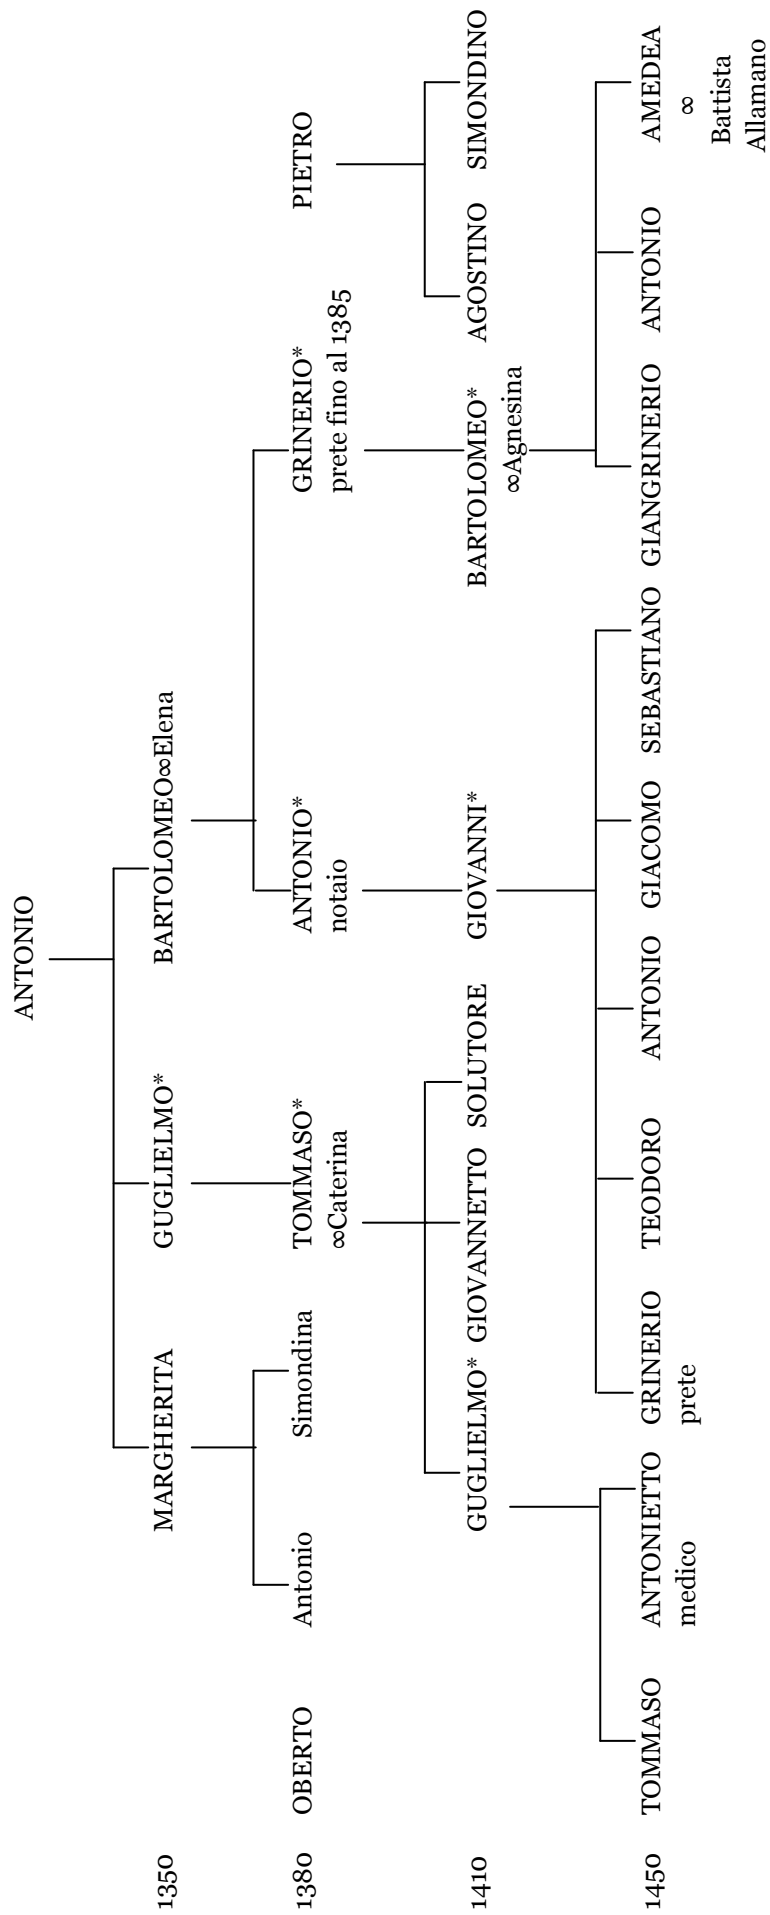 ANTONIO
1350
MARGHERITA
GUGLIELMO*
BARTOLOMEO∞Elena
1380
OBERTO
Antonio
Simondina
TOMMASO*
∞Caterina
ANTONIO*
notaio
GRINERIO*
prete fino al 1385
PIETRO
1410
GUGLIELMO*
GIOVANNETTO
SOLUTORE
GIOVANNI*
BARTOLOMEO*
∞Agnesina
AGOSTINO
SIMONDINO
1450
TOMMASO
ANTONIETTO
medico
GRINERIO
prete
TEODORO
ANTONIO
GIACOMO
SEBASTIANO
GIANGRINERIO
ANTONIO
AMEDEA
∞
Battista
Allamano